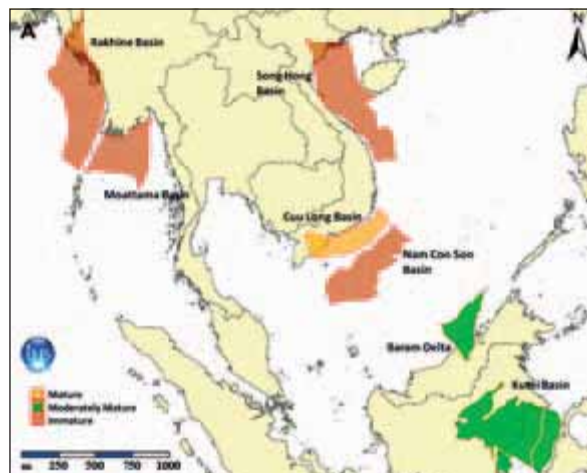 A
N
Rakhine Basin
Song Hong
Basin
Moattama Basin
Cuu Long Basin
Nam Con Son
Basin
Baram Delta
Kutei Basin
Mature
Moderately Mature
Immature
0 250 500 750 1000